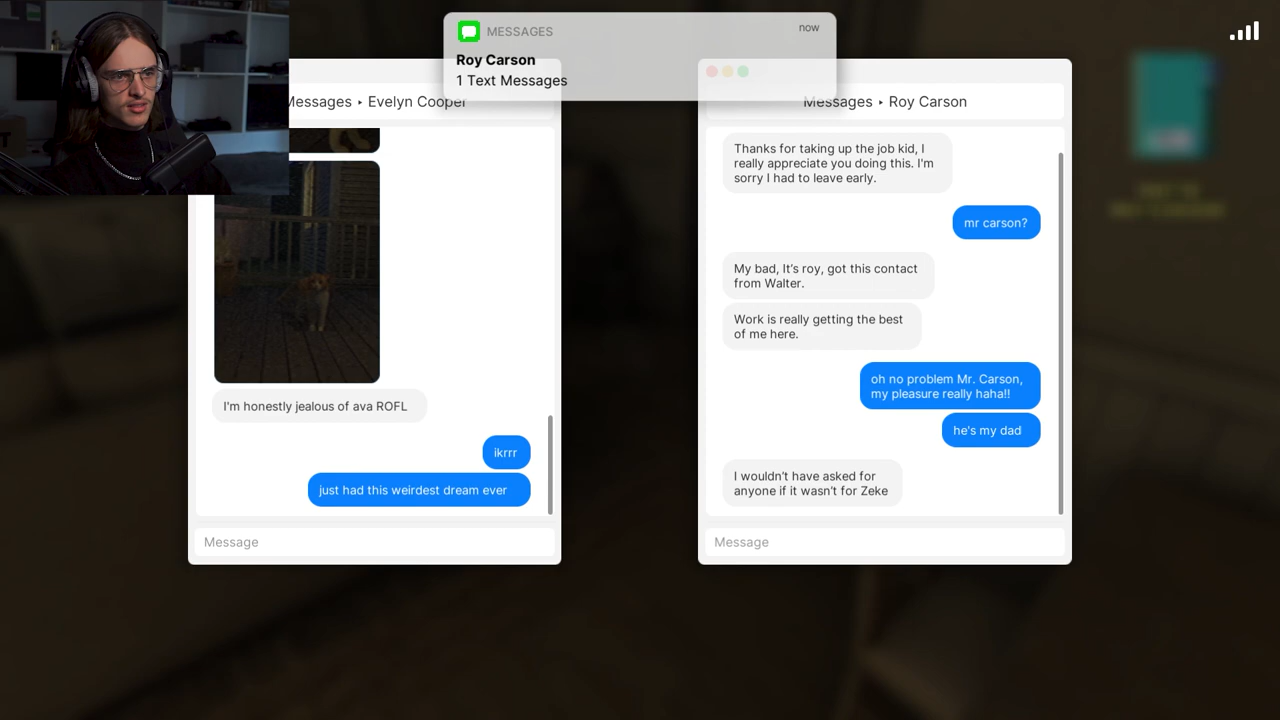 MESSAGES
now
Roy Carson
1 Text Messages
Messages ‣ Evelyn Cooper
I'm honestly jealous of ava ROFL
ikrrr
just had this weirdest dream ever
Message
Messages ‣ Roy Carson
Thanks for taking up the job kid, I
really appreciate you doing this. I'm
sorry I had to leave early.
mr carson?
My bad, It's roy, got this contact
from Walter.
Work is really getting the best
of me here.
oh no problem Mr. Carson,
my pleasure really haha!!
he's my dad
I wouldn't have asked for
anyone if it wasn't for Zeke
Message